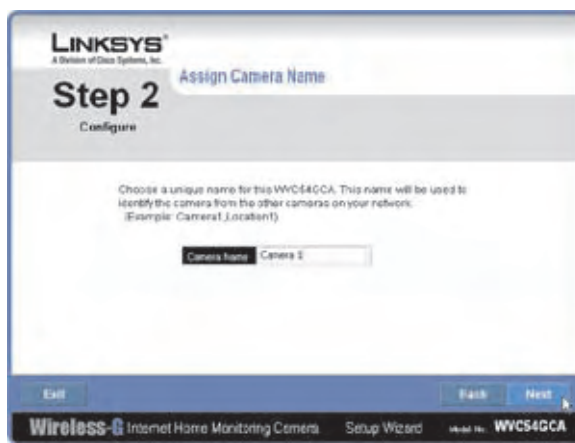 LINKSYS®
A Division of Cisco Systems, Inc.
Assign Camera Name
Step 2
Configure
Choose a unique name for this WVC54GCA. This name will be used to
identify the camera from the other cameras on your network.
(Example: Camera1,Location1)
Camera Name Camera
Exit Back Next
Wireless-G Internet Home Monitoring Camera Setup Wizard Model No. WVC54GCA